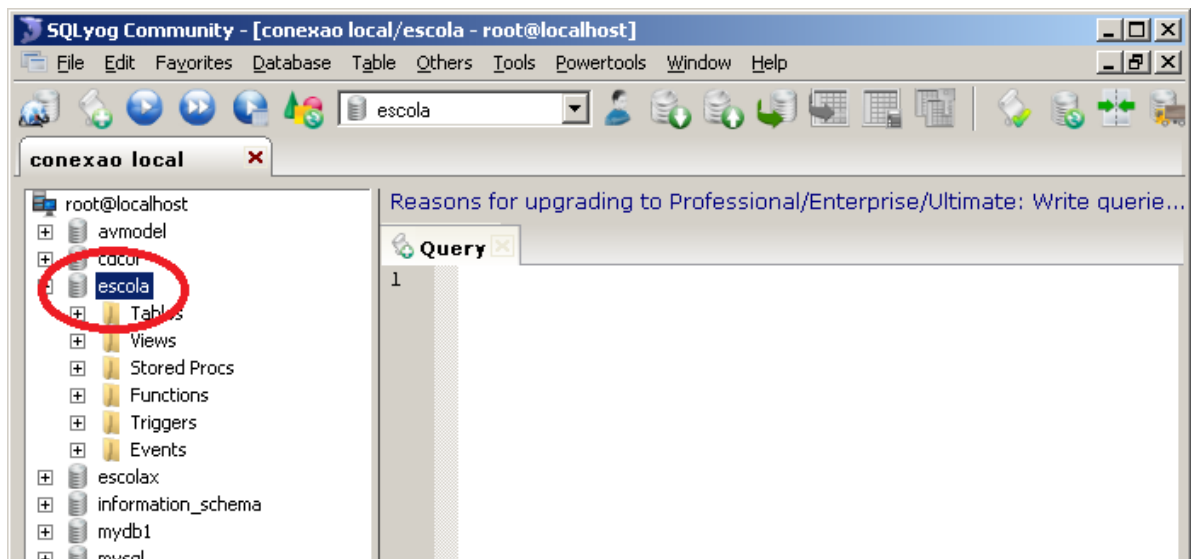 SQLyog Community - [conexao local/escola - root@localhost]
File Edit Favorites Database Table Others Tools Powertools Window Help
escola
conexao local
root@localhost
avmodel
cdcol
escola
Tables
Views
Stored Procs
Functions
Triggers
Events
escolax
information_schema
mydb1
mysql
Reasons for upgrading to Professional/Enterprise/Ultimate: Write querie...
Query
1